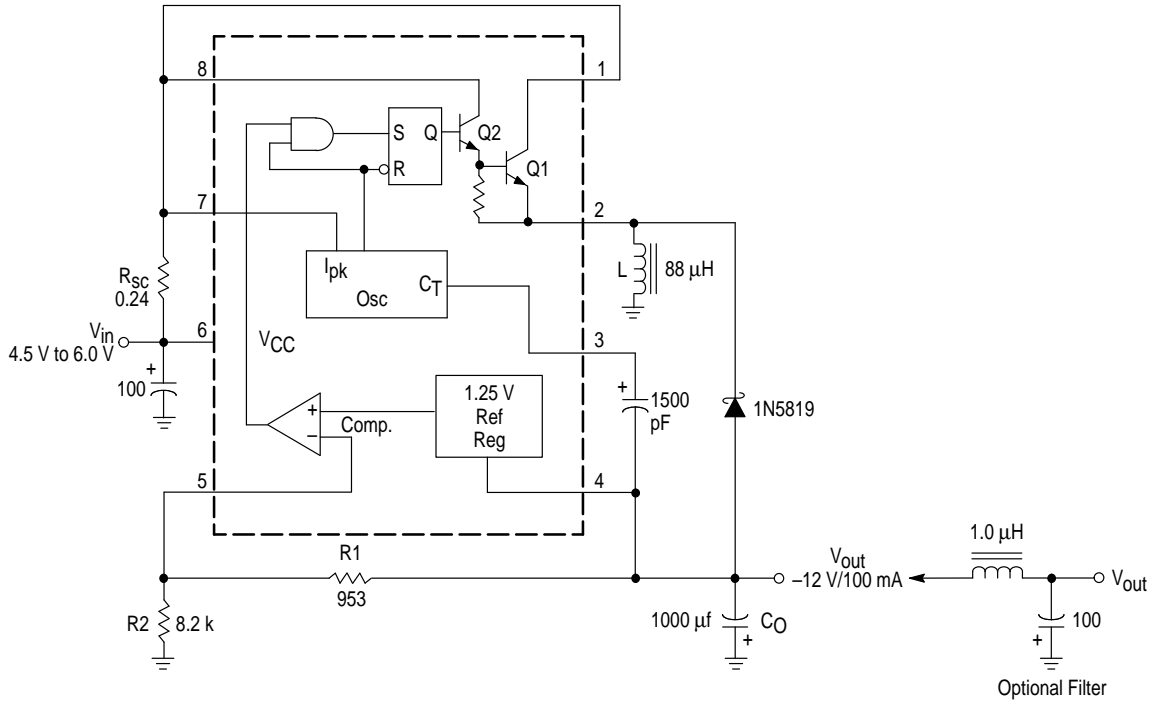 8
1
S
Q
Q2
R
Q1
7
2
Ipk
CT
Osc
L
88 µH
Rsc
0.24
Vin
4.5 V to 6.0 V
6
VCC
3
+
100
+
1500
pF
1.25 V
Ref
Reg
1N5819
+
–
Comp.
5
4
R1
953
Vout
–12 V/100 mA
1.0 µH
Vout
R2
8.2 k
1000 µf
CO
+
100
+
Optional Filter